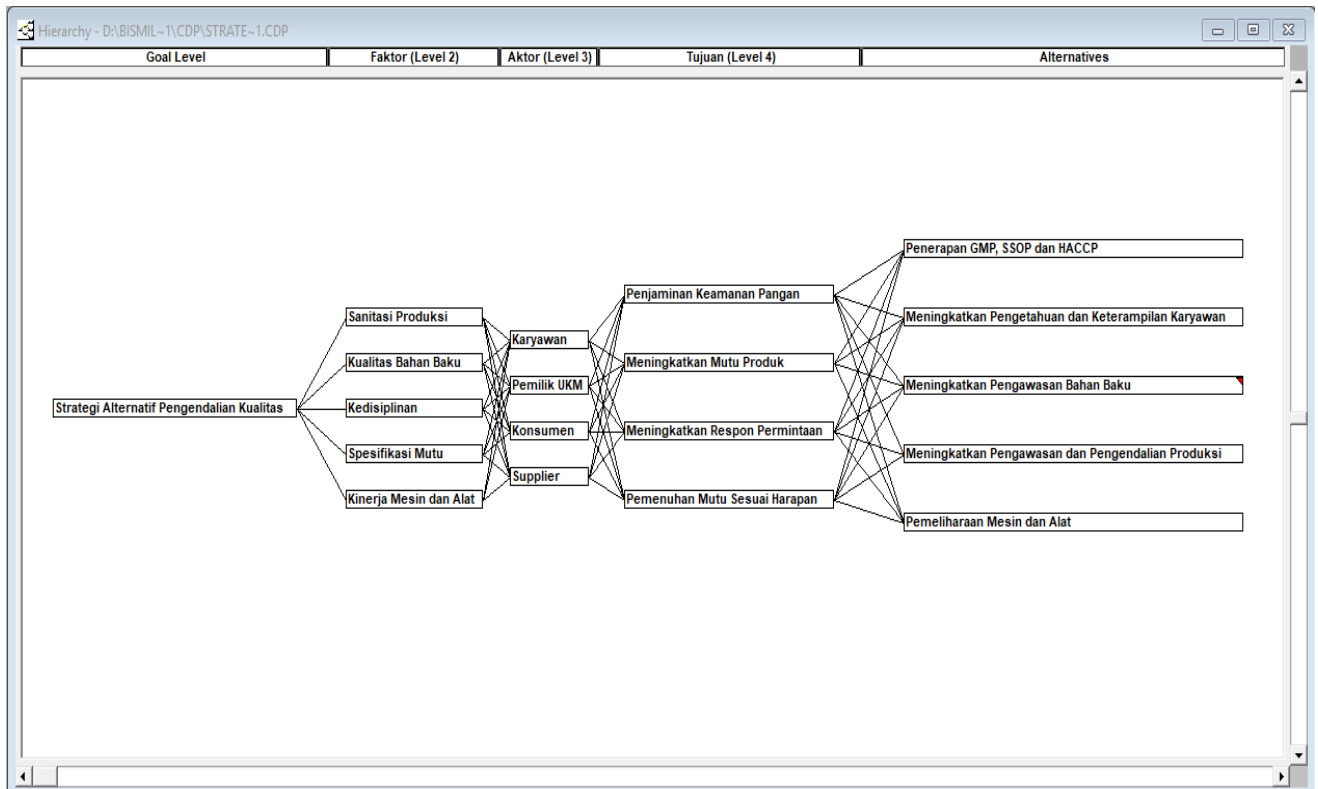 Hierarchy - D:\BISMIL~1\CDP\STRATE~1.CDP
Goal Level
Faktor (Level 2)
Aktor (Level 3)
Tujuan (Level 4)
Alternatives
Strategi Alternatif Pengendalian Kualitas
Sanitasi Produksi
Kualitas Bahan Baku
Kedisiplinan
Spesifikasi Mutu
Kinerja Mesin dan Alat
Karyawan
Pemilik UKM
Konsumen
Supplier
Penjaminan Keamanan Pangan
Meningkatkan Mutu Produk
Meningkatkan Respon Permintaan
Pemenuhan Mutu Sesuai Harapan
Penerapan GMP, SSOP dan HACCP
Meningkatkan Pengetahuan dan Keterampilan Karyawan
Meningkatkan Pengawasan Bahan Baku
Meningkatkan Pengawasan dan Pengendalian Produksi
Pemeliharaan Mesin dan Alat